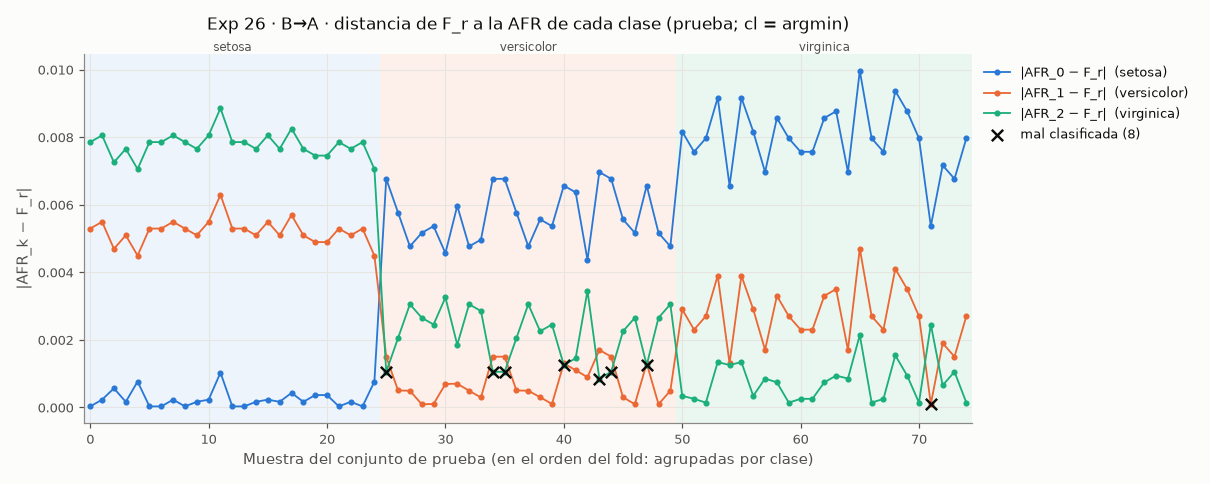 Exp 26 · B→A · distancia de F_r a la AFR de cada clase (prueba; cl = argmin)
setosa
versicolor
virginica
|AFR_0 − F_r| (setosa)
|AFR_1 − F_r| (versicolor)
|AFR_2 − F_r| (virginica)
mal clasificada (8)
|AFR_k − F_r|
0.010
0.008
0.006
0.004
0.002
0.000
0 10 20 30 40 50 60 70
Muestra del conjunto de prueba (en el orden del fold: agrupadas por clase)